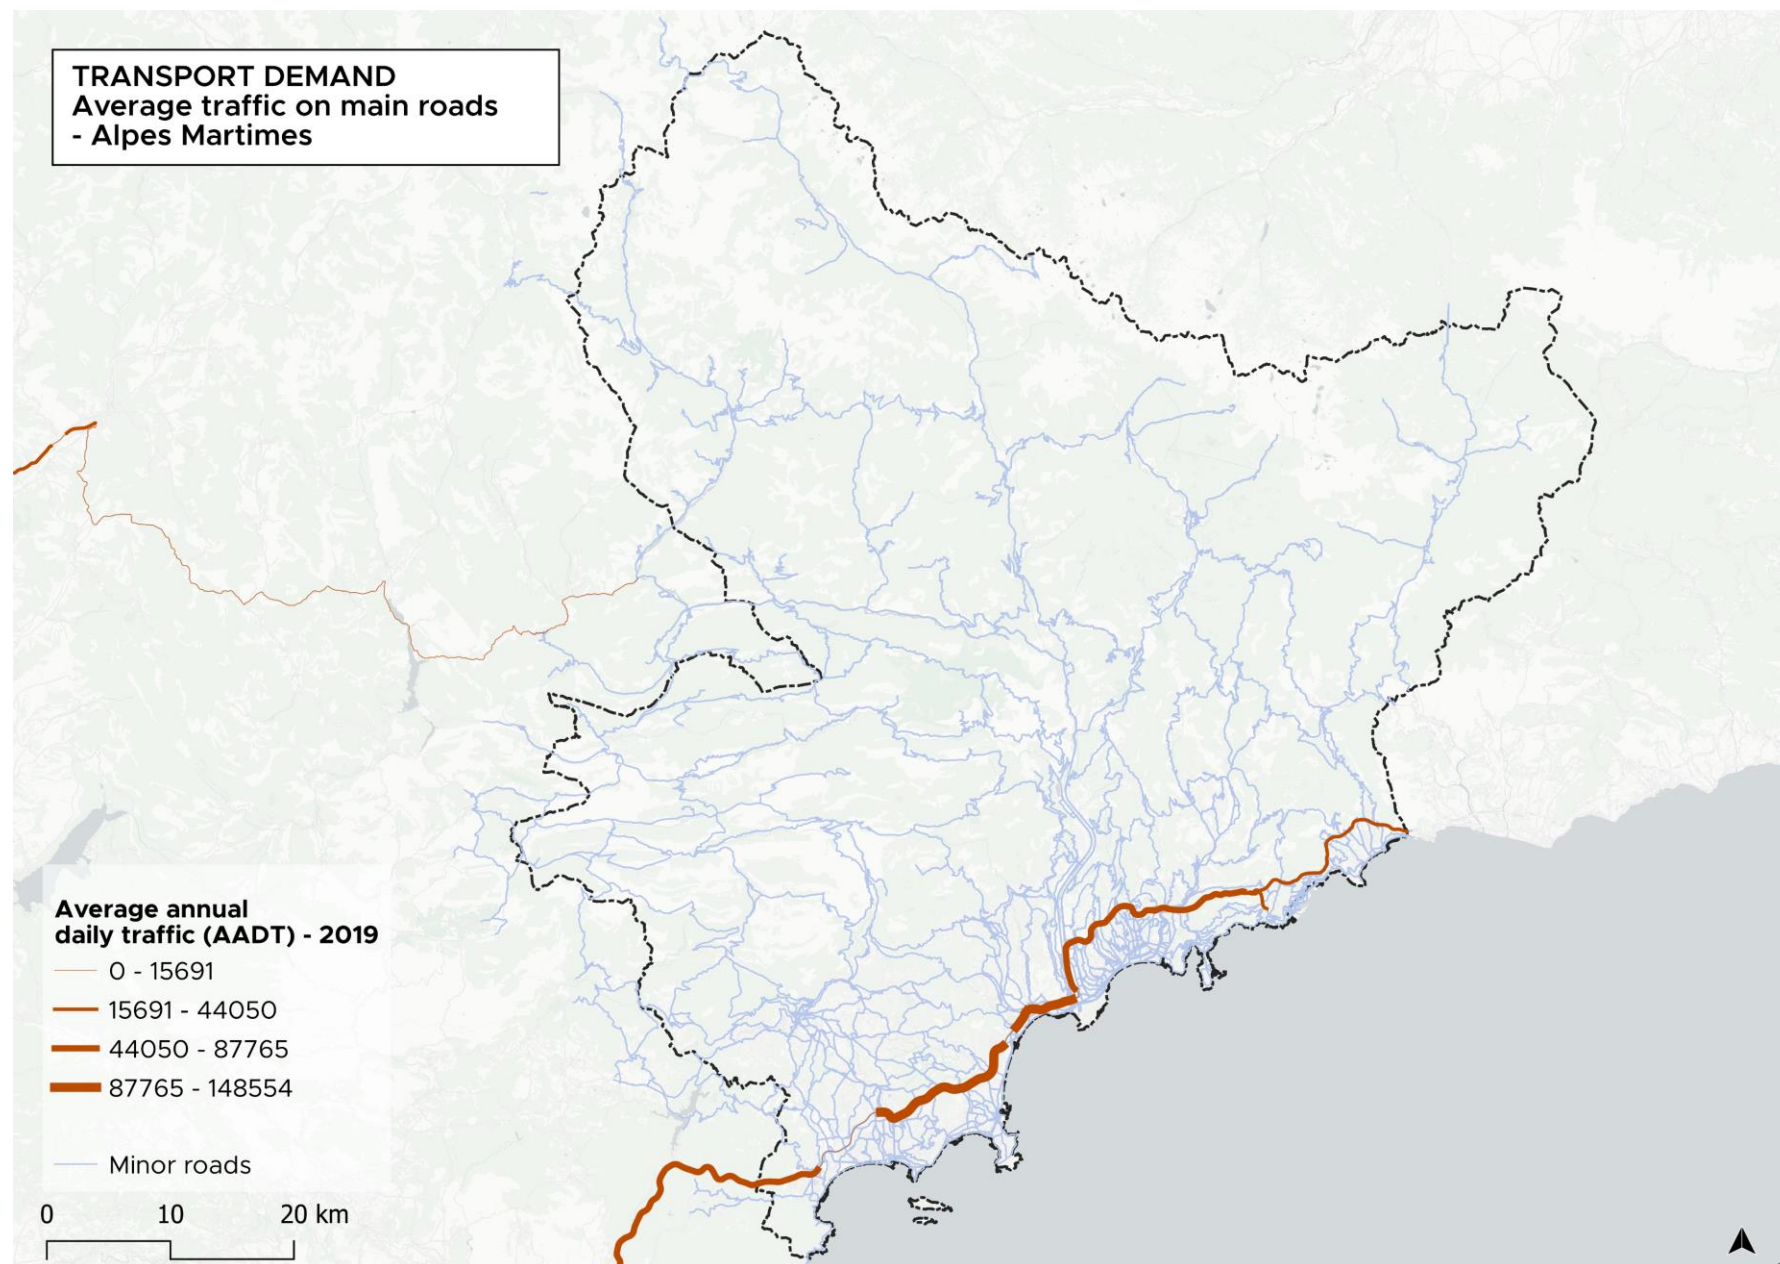 TRANSPORT DEMAND
Average traffic on main roads
- Alpes Martimes
Average annual
daily traffic (AADT) - 2019
0 - 15691
15691 - 44050
44050 - 87765
87765 - 148554
Minor roads
0 10 20 km